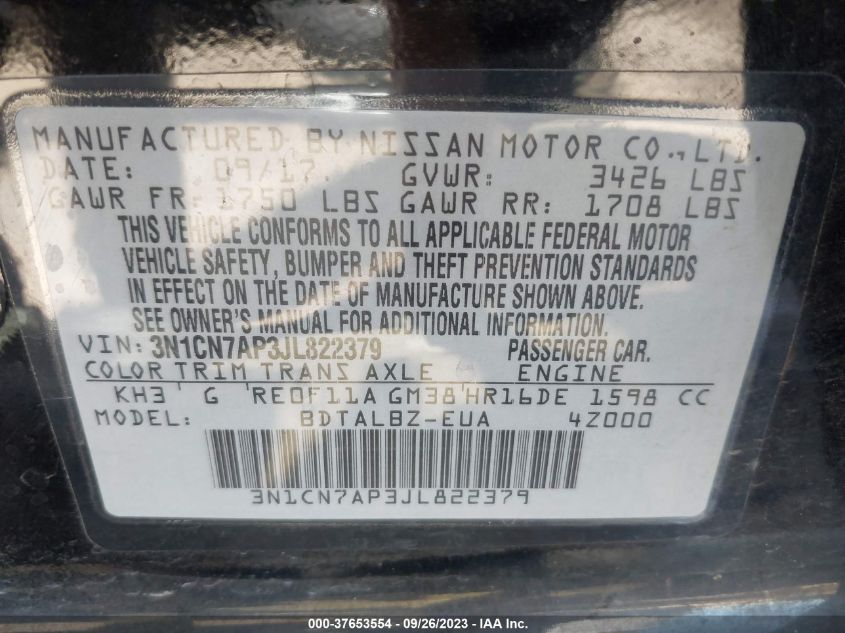 MANUFACTURED BY NISSAN MOTOR CO., LTD.
DATE: 09/17. GVWR: 3426 LBS
GAWR FR: 1750 LBS GAWR RR: 1708 LBS
THIS VEHICLE CONFORMS TO ALL APPLICABLE FEDERAL MOTOR
VEHICLE SAFETY, BUMPER AND THEFT PREVENTION STANDARDS
IN EFFECT ON THE DATE OF MANUFACTURE SHOWN ABOVE.
SEE OWNER'S MANUAL FOR ADDITIONAL INFORMATION.
VIN: 3N1CN7AP3JL822379 PASSENGER CAR.
COLOR TRIM TRANS AXLE ENGINE
KH3 G RE0F11A GM38 HR16DE 1598 CC
MODEL: BDTALBZ-EUA 4Z000
3N1CN7AP3JL822379
000-37653554 - 09/26/2023 - © IAA Inc.